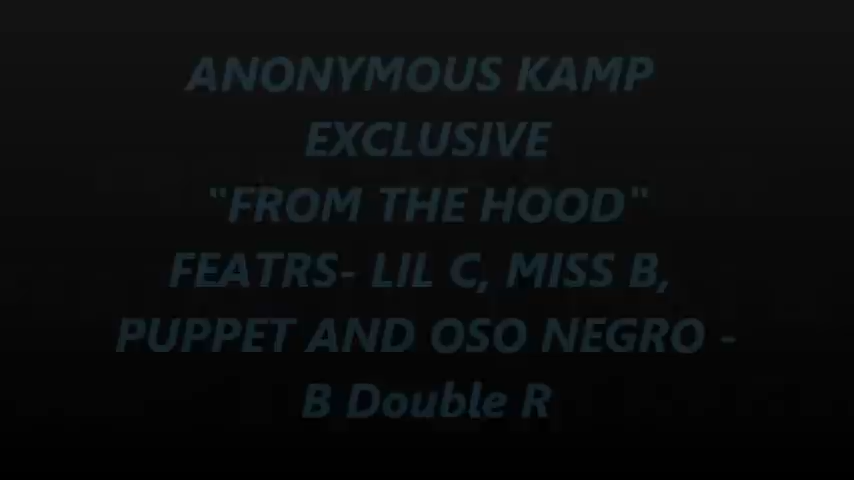 ANONYMOUS KAMP
EXCLUSIVE
"FROM THE HOOD"
FEATRS- LIL C, MISS B,
PUPPET AND OSO NEGRO -
B Double R